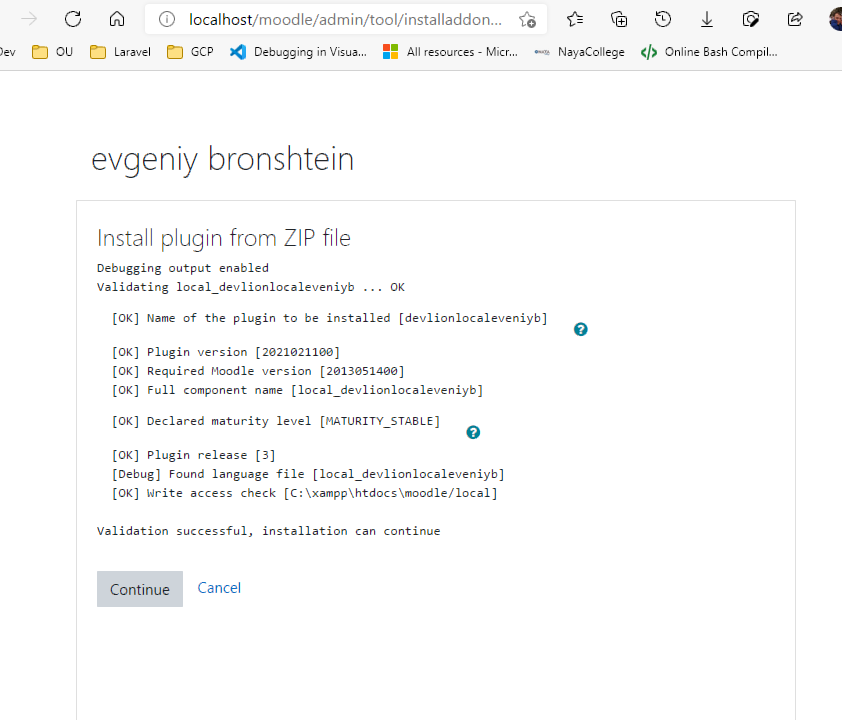 localhost/moodle/admin/tool/installaddon...
Dev OU Laravel GCP Debugging in Visua... All resources - Micr... NayaCollege Online Bash Compil...
evgeniy bronshtein
Install plugin from ZIP file
Debugging output enabled
Validating local_devlionlocaleveniyb ... OK
[OK] Name of the plugin to be installed [devlionlocaleveniyb]
[OK] Plugin version [2021021100]
[OK] Required Moodle version [2013051400]
[OK] Full component name [local_devlionlocaleveniyb]
[OK] Declared maturity level [MATURITY_STABLE]
[OK] Plugin release [3]
[Debug] Found language file [local_devlionlocaleveniyb]
[OK] Write access check [C:\xampp\htdocs\moodle/local]
Validation successful, installation can continue
Continue Cancel